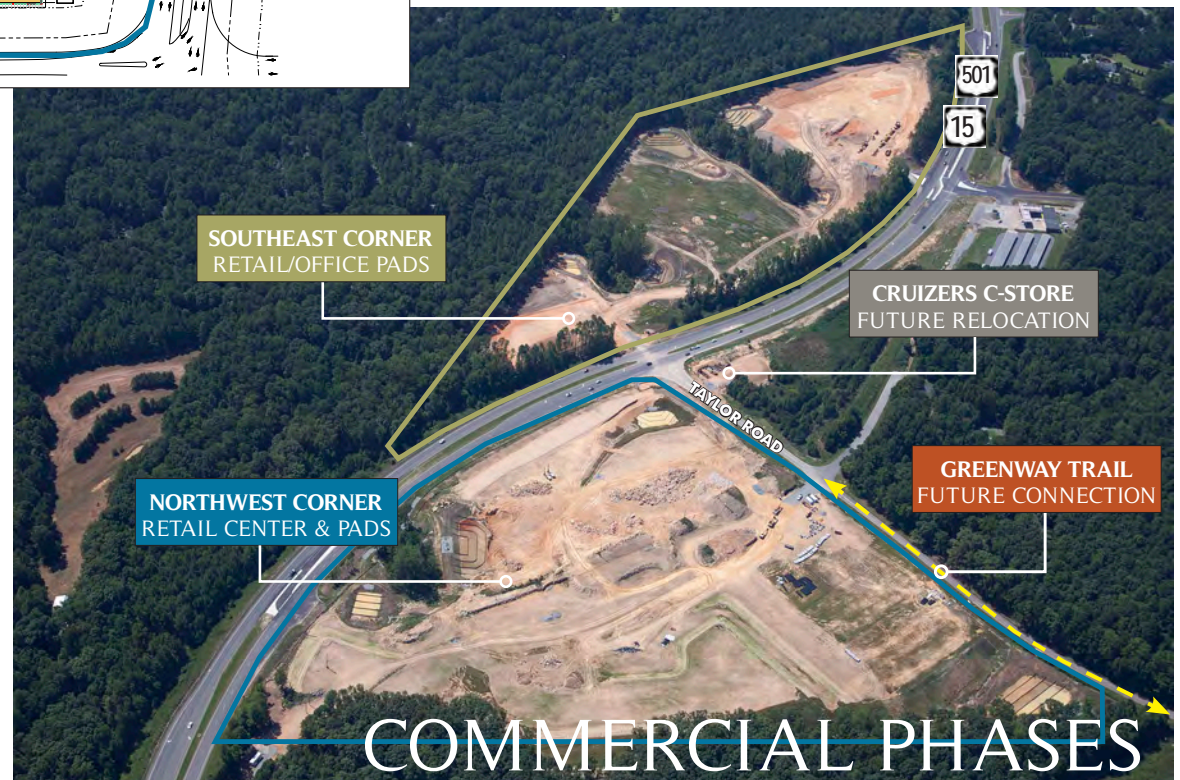 501
15
SOUTHEAST CORNER
RETAIL/OFFICE PADS
CRUIZERS C-STORE
FUTURE RELOCATION
TAYLOR ROAD
GREENWAY TRAIL
FUTURE CONNECTION
NORTHWEST CORNER
RETAIL CENTER & PADS
COMMERCIAL PHASES